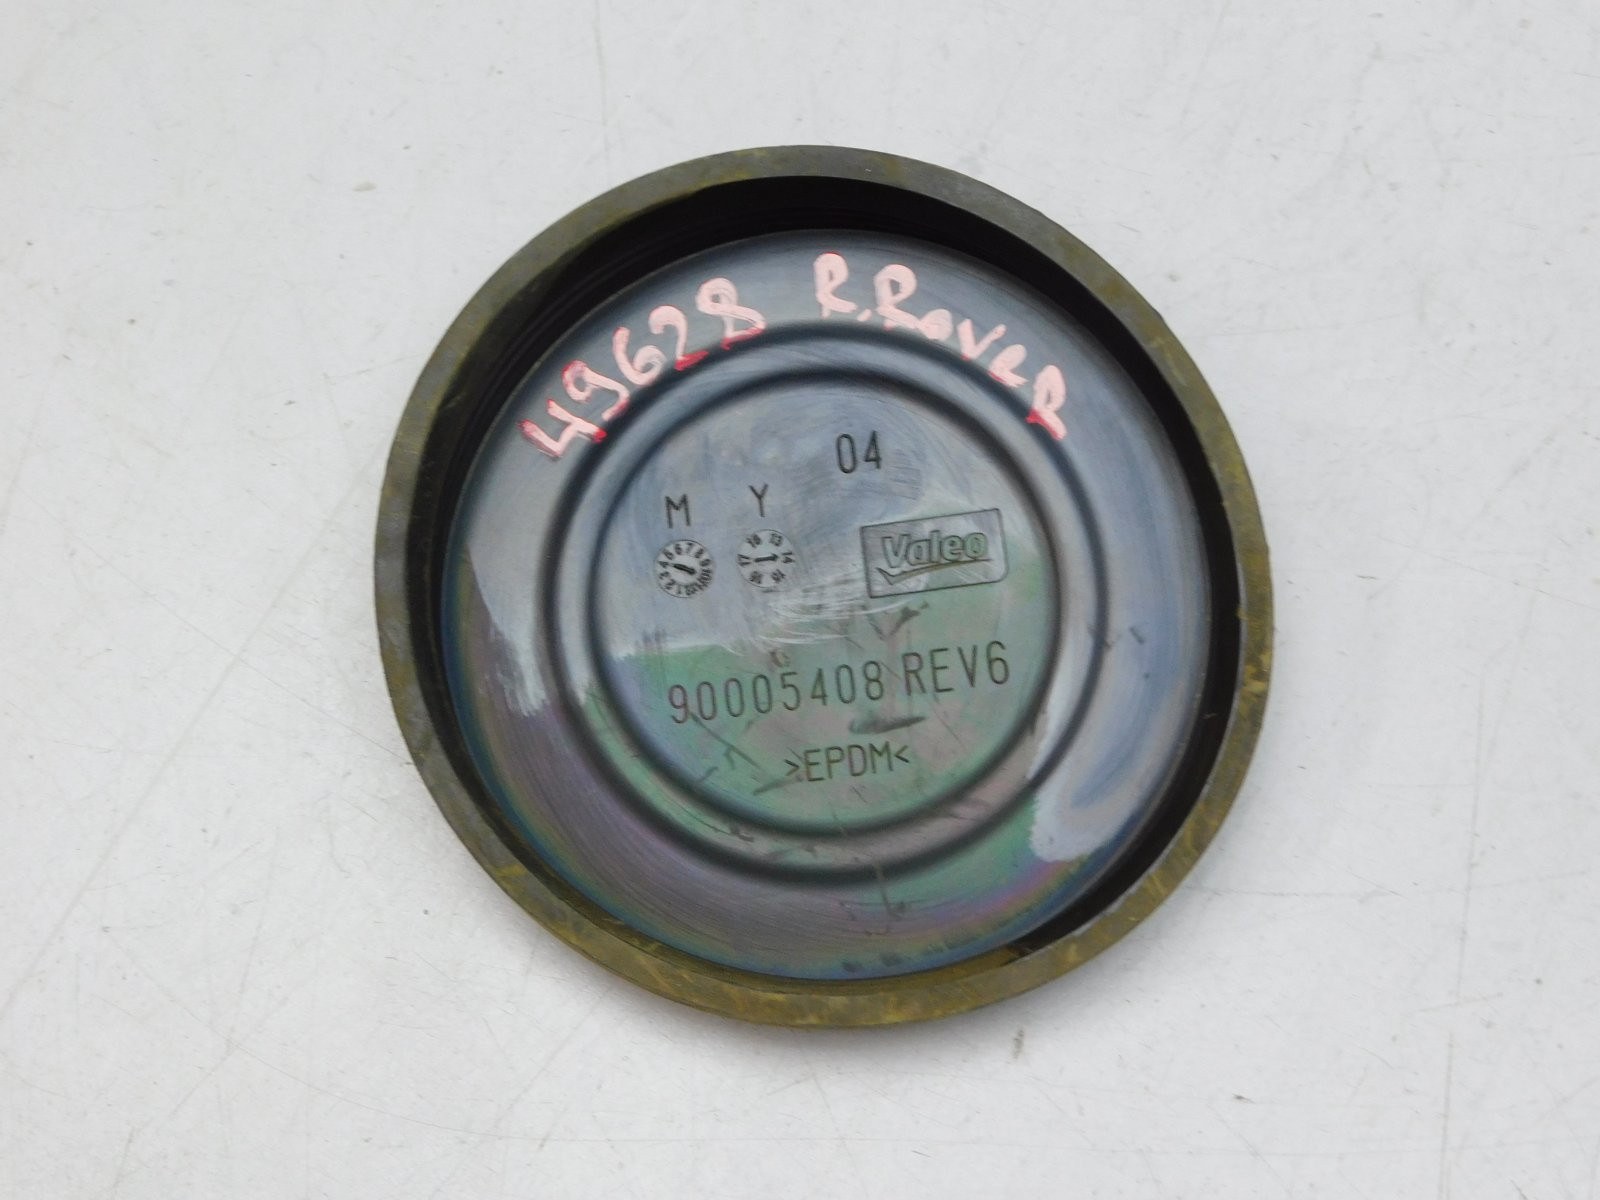 49628 R.RoveR
04
M Y
Valeo
90005408 REV6
>EPDM<